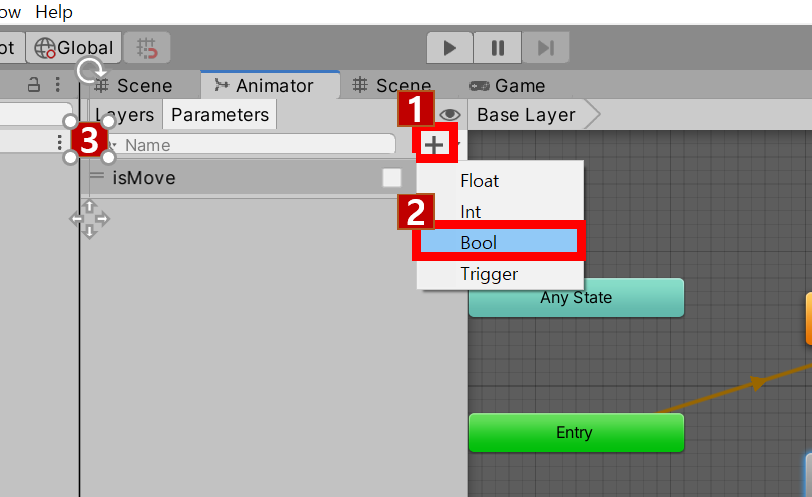 ow Help
ot Global
Scene Animator Scene Game
Layers Parameters 1 Base Layer
3 Name
isMove Float
2 Int
Bool
Trigger
Any State
Entry